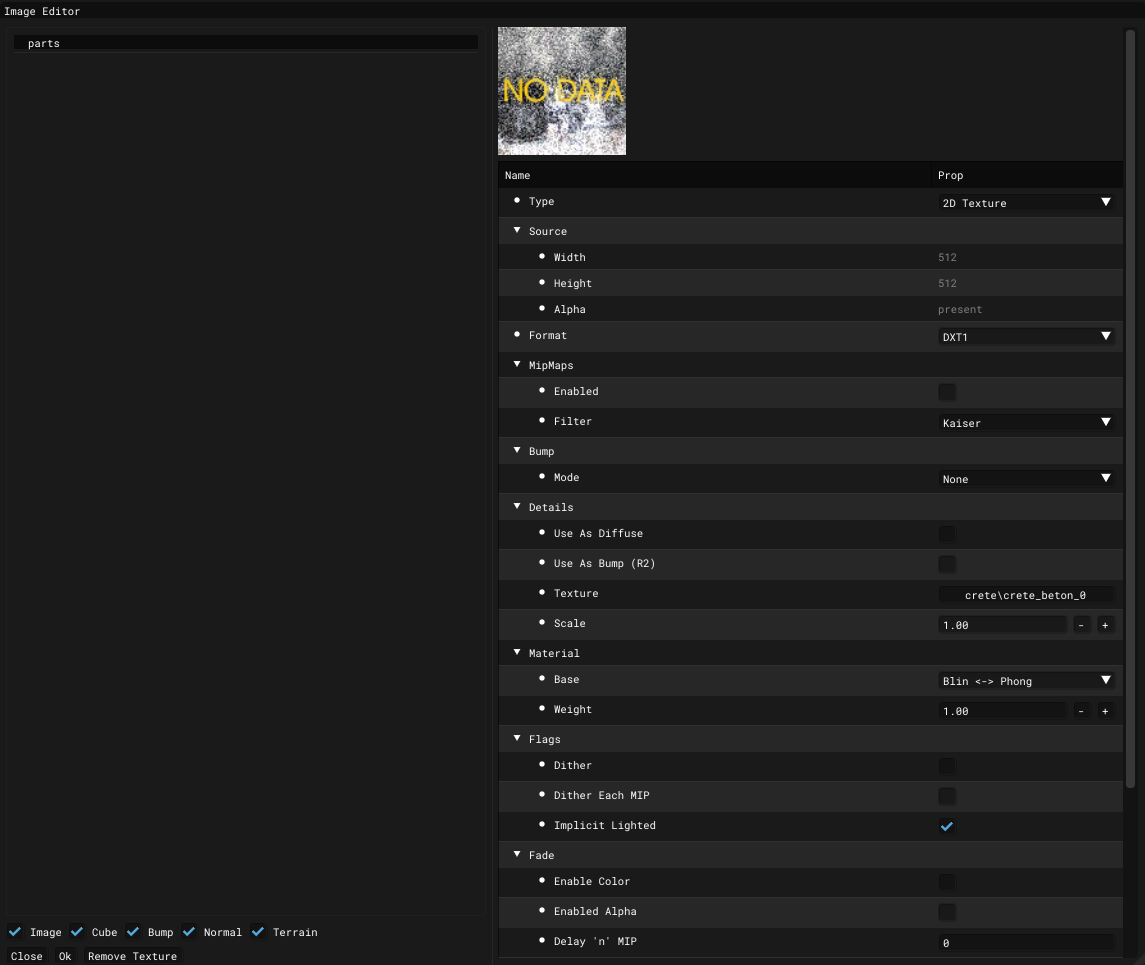 Image Editor
parts
NO DATA
Name Prop
Type 2D Texture
Source
Width 512
Height 512
Alpha present
Format DXT1
MipMaps
Enabled
Filter Kaiser
Bump
Mode None
Details
Use As Diffuse
Use As Bump (R2)
Texture crete\crete_beton_0
Scale 1.00 - +
Material
Base Blin <-> Phong
Weight 1.00 - +
Flags
Dither
Dither Each MIP
Implicit Lighted
Fade
Enable Color
Enabled Alpha
Delay 'n' MIP 0
Image Cube Bump Normal Terrain
Close Ok Remove Texture